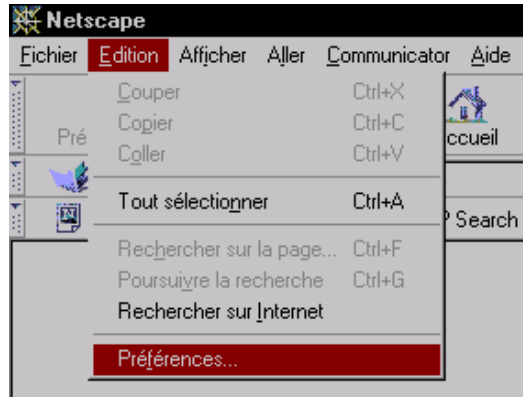 Netscape
Fichier Edition Afficher Aller Communicator Aide
Couper Ctrl+X
Copier Ctrl+C
Pré ccueil
Coller Ctrl+V
Tout sélectionner Ctrl+A
Search
Rechercher sur la page... Ctrl+F
Poursuivre la recherche Ctrl+G
Rechercher sur Internet
Préférences...